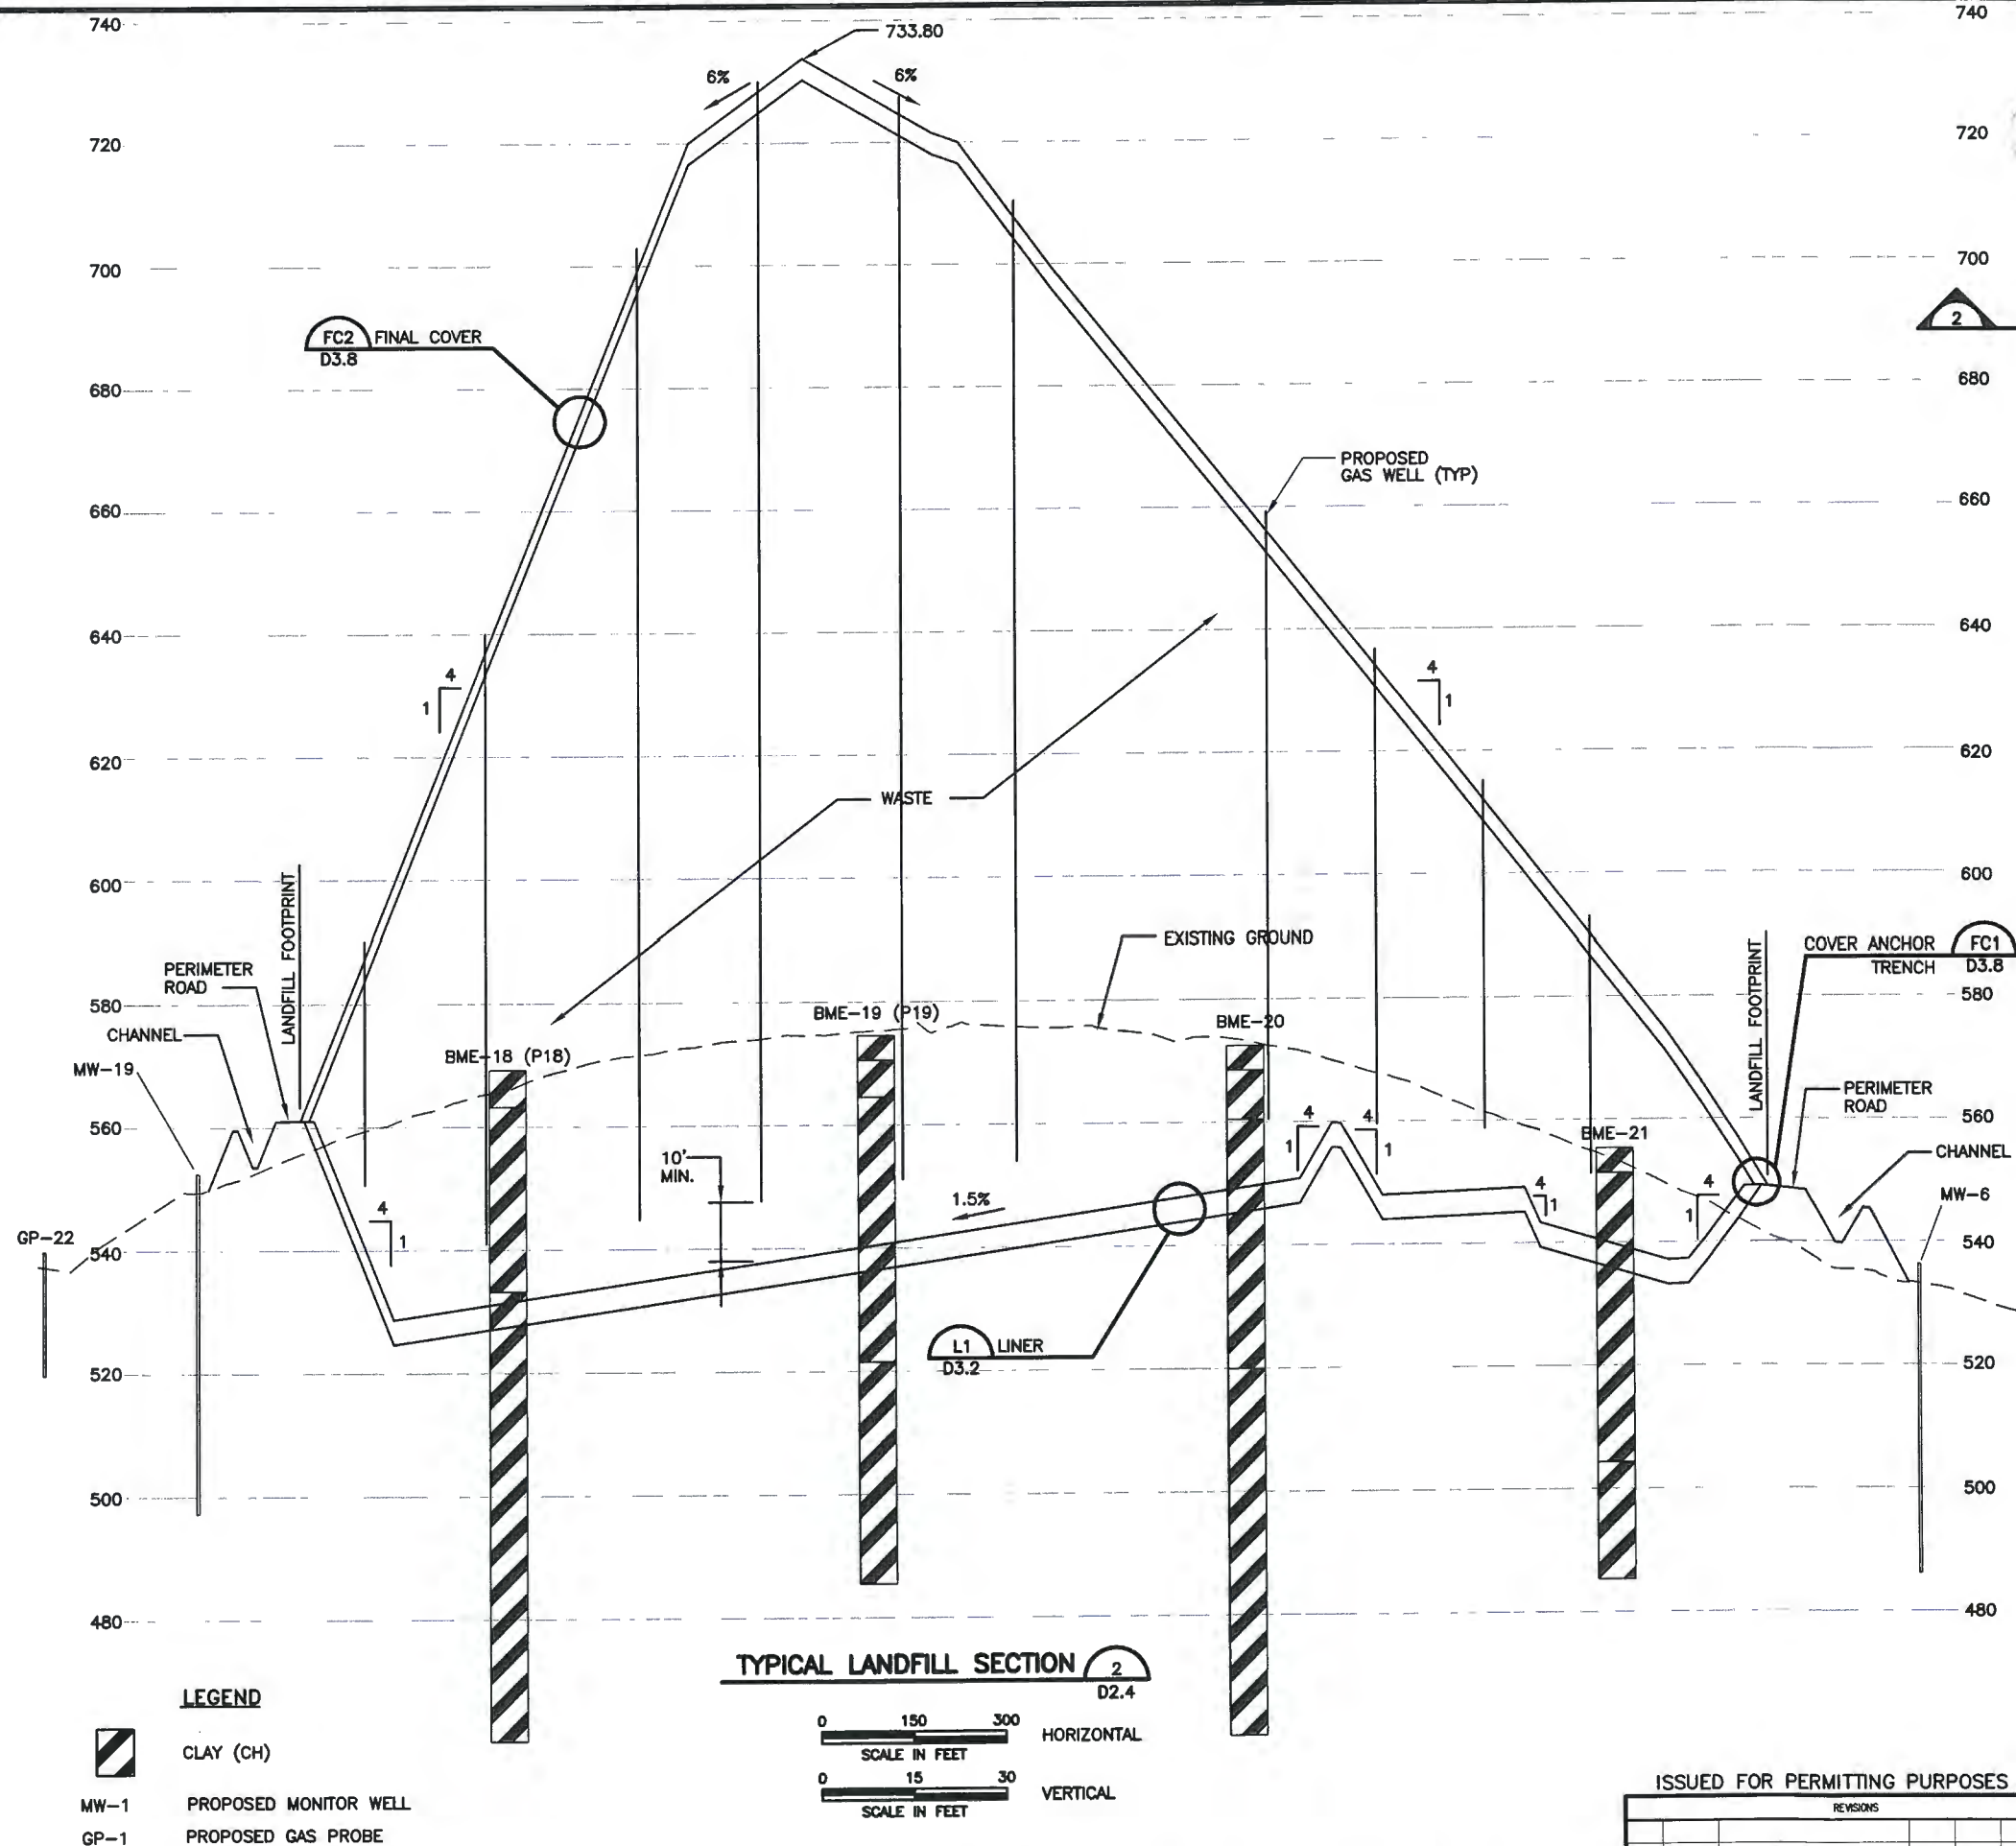 740
740
733.80
6%
6%
720
720
700
700
2
FC2 FINAL COVER
D3.8
680
680
PROPOSED
GAS WELL (TYP)
660
660
640
640
4
1
4
1
620
620
WASTE
600
600
LANDFILL FOOTPRINT
LANDFILL FOOTPRINT
EXISTING GROUND
COVER ANCHOR FC1
TRENCH D3.8
PERIMETER
ROAD
580
580
CHANNEL
BME-19 (P19)
BME-20
BME-18 (P18)
MW-19
PERIMETER
ROAD
560
560
4
4
1
1
BME-21
CHANNEL
10'
MIN.
1.5%
4
1
4
1
MW-6
4
1
GP-22
540
540
L1 LINER
D3.2
520
520
500
500
480
480
TYPICAL LANDFILL SECTION 2
D2.4
0 150 300 HORIZONTAL
SCALE IN FEET
0 15 30 VERTICAL
SCALE IN FEET
LEGEND
CLAY (CH)
MW-1 PROPOSED MONITOR WELL
GP-1 PROPOSED GAS PROBE
ISSUED FOR PERMITTING PURPOSES
REVISIONS